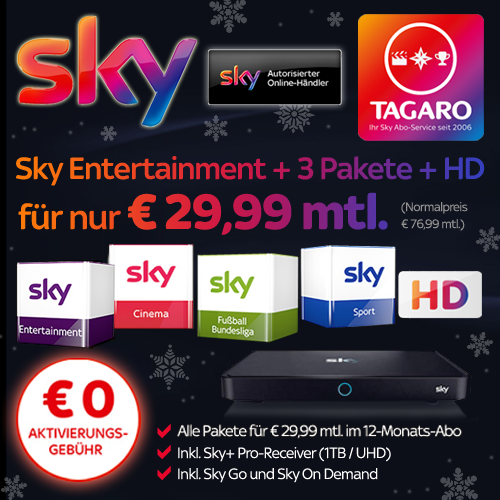 sky
sky Autorisierter
Online-Händler
TAGARO
Ihr Sky Abo-Service seit 2006
Sky Entertainment + 3 Pakete + HD
für nur € 29,99 mtl.
(Normalpreis
€ 76,99 mtl.)
sky
Entertainment
sky
Cinema
sky
Fußball
Bundesliga
sky
Sport
HD
sky
sky
€ 0
AKTIVIERUNGS-
GEBÜHR
Alle Pakete für € 29,99 mtl. im 12-Monats-Abo
Inkl. Sky+ Pro-Receiver (1TB / UHD)
Inkl. Sky Go und Sky On Demand